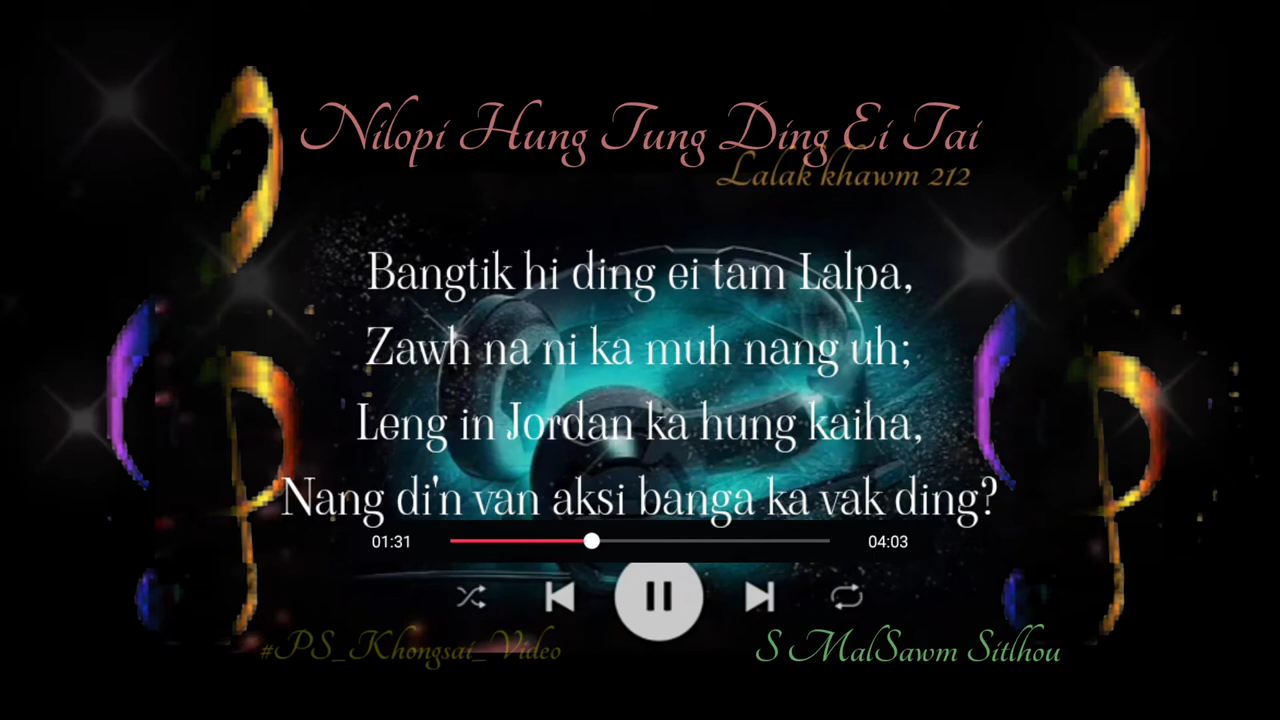 Nilopi Hung Tung Ding Ei Tai
Lalak khawm 212
Bangtik hi ding ei tam Lalpa,
Zawh na ni ka muh nang uh;
Leng in Jordan ka hung kaiha,
Nang di'n van aksi banga ka vak ding?
01:31
04:03
#PS_Khongsai_Video
S MalSawm Sitlhou